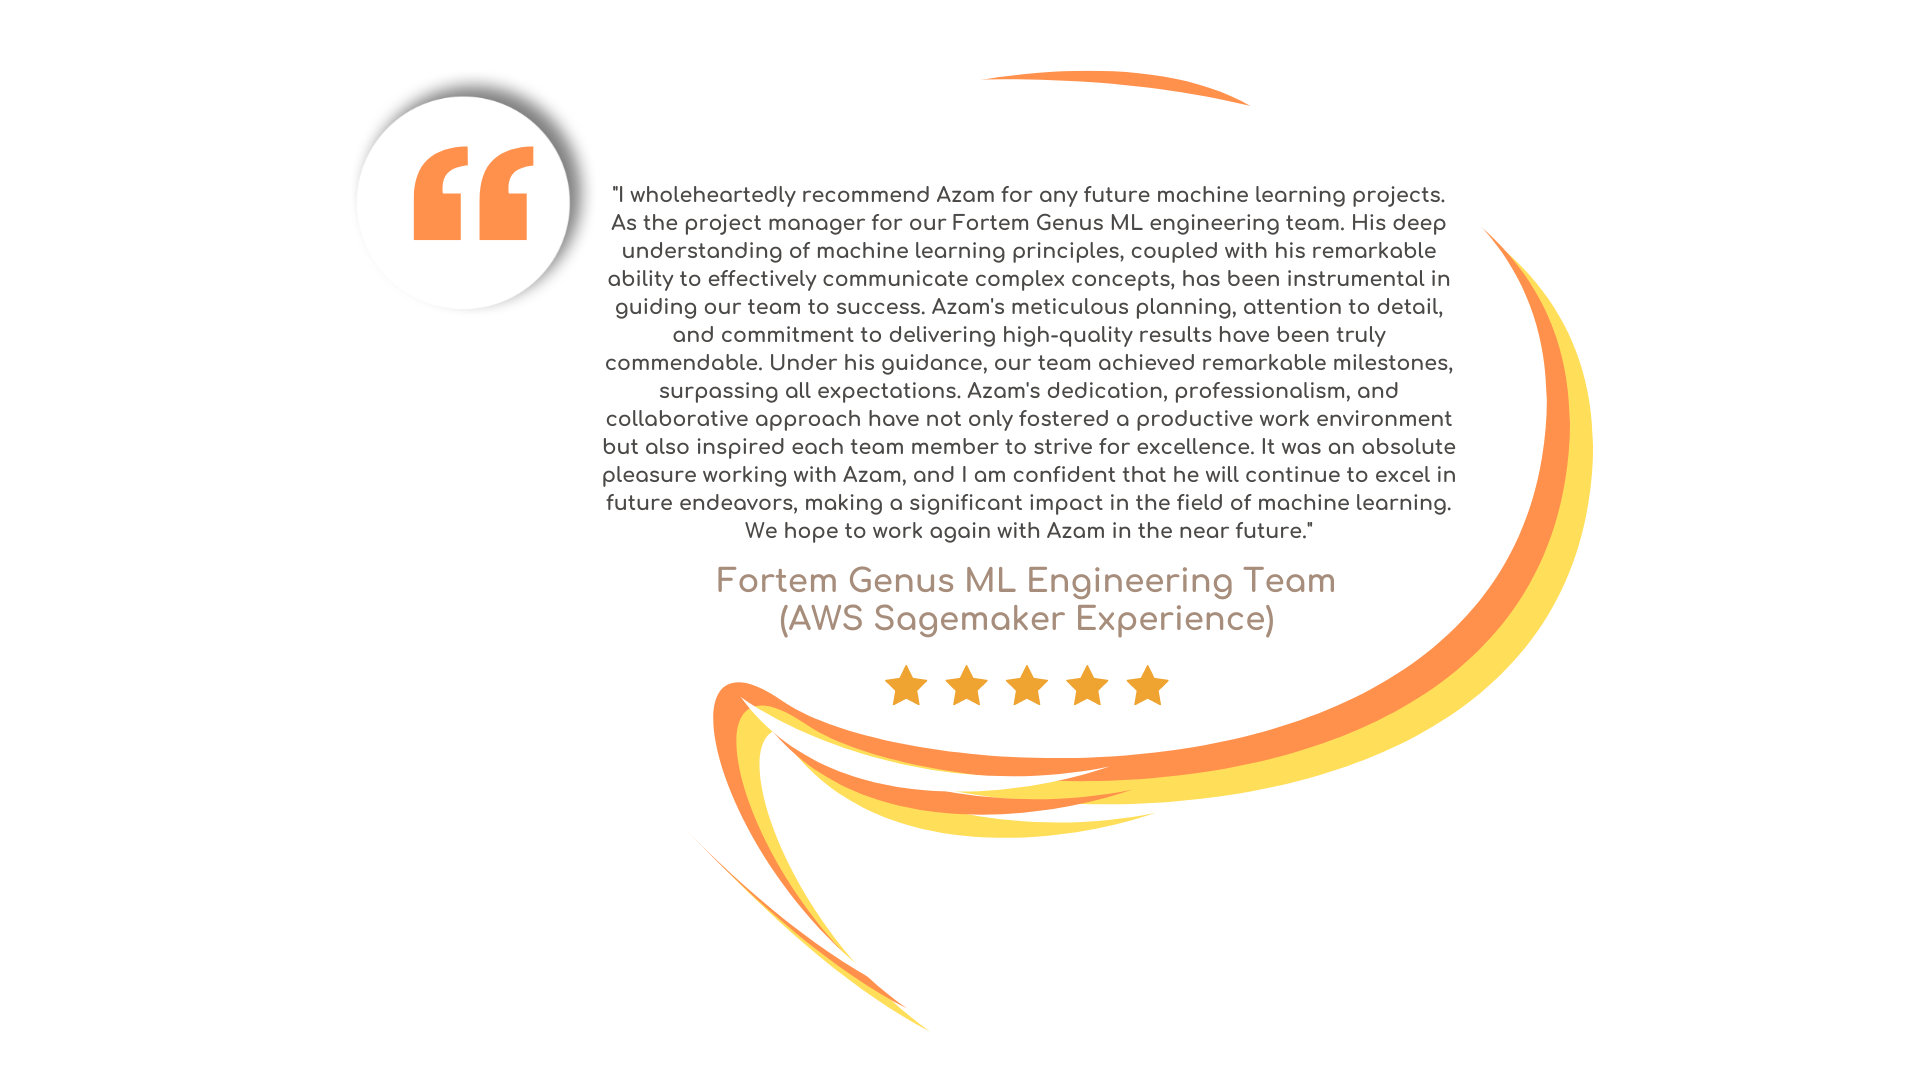 "I wholeheartedly recommend Azam for any future machine learning projects.
As the project manager for our Fortem Genus ML engineering team. His deep
understanding of machine learning principles, coupled with his remarkable
ability to effectively communicate complex concepts, has been instrumental in
guiding our team to success. Azam's meticulous planning, attention to detail,
and commitment to delivering high-quality results have been truly
commendable. Under his guidance, our team achieved remarkable milestones,
surpassing all expectations. Azam's dedication, professionalism, and
collaborative approach have not only fostered a productive work environment
but also inspired each team member to strive for excellence. It was an absolute
pleasure working with Azam, and I am confident that he will continue to excel in
future endeavors, making a significant impact in the field of machine learning.
We hope to work again with Azam in the near future."
Fortem Genus ML Engineering Team
(AWS Sagemaker Experience)